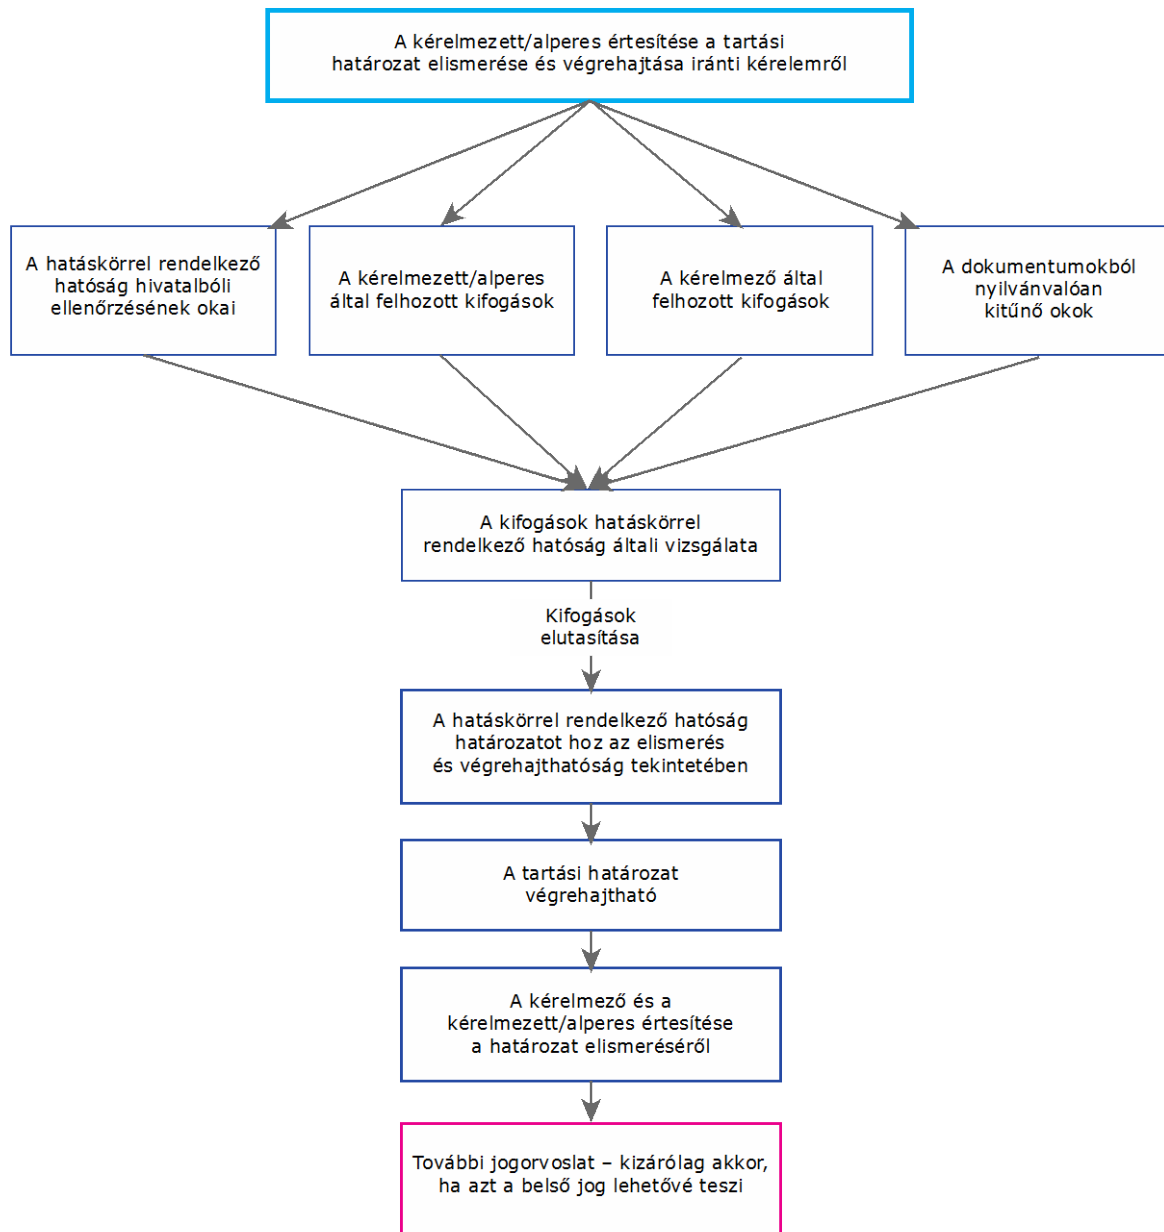 A kérelmezett/alperes értesítése a tartási
határozat elismerése és végrehajtása iránti kérelemről
A hatáskörrel rendelkező
hatóság hivatalbóli
ellenőrzésének okai
A kérelmezett/alperes
által felhozott kifogások
A kérelmező által
felhozott kifogások
A dokumentumokból
nyilvánvalóan
kitűnő okok
A kifogások hatáskörrel
rendelkező hatóság általi vizsgálata
Kifogások
elutasítása
A hatáskörrel rendelkező hatóság
határozatot hoz az elismerés
és végrehajthatóság tekintetében
A tartási határozat
végrehajtható
A kérelmező és a
kérelmezett/alperes értesítése
a határozat elismeréséről
További jogorvoslat – kizárólag akkor,
ha azt a belső jog lehetővé teszi